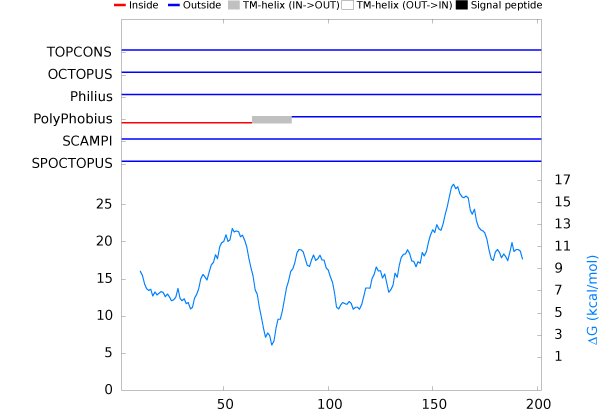 Inside Outside TM-helix (IN->OUT) TM-helix (OUT->IN) Signal peptide
TOPCONS
OCTOPUS
Philius
PolyPhobius
SCAMPI
SPOCTOPUS
25
20
15
10
5
0
17
15
13
11
9
7
5
3
1
ΔG (kcal/mol)
50 100 150 200